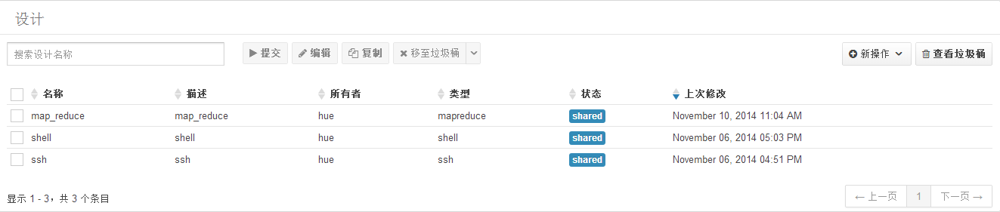 设计
搜索设计名称 提交 编辑 复制 移至垃圾桶 新操作 查看垃圾桶
名称 描述 所有者 类型 状态 上次修改
map_reduce map_reduce hue mapreduce shared November 10, 2014 11:04 AM
shell shell hue shell shared November 06, 2014 05:03 PM
ssh ssh hue ssh shared November 06, 2014 04:51 PM
显示 1 - 3，共 3 个条目 ← 上一页 1 下一页 →